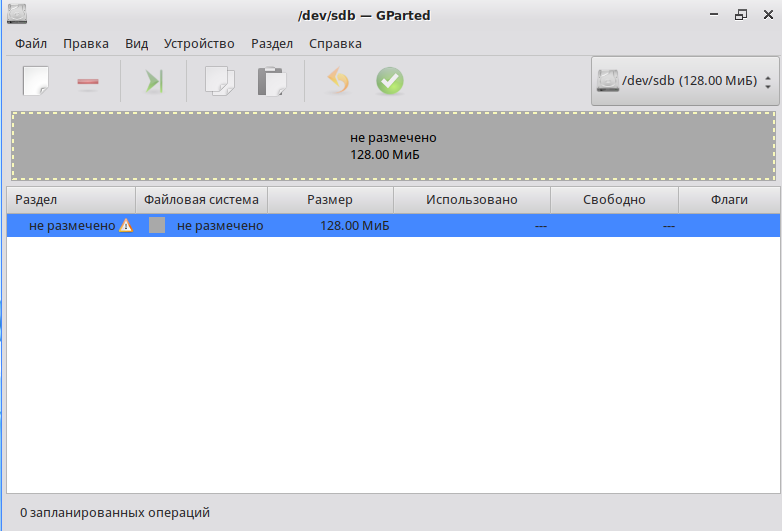 /dev/sdb — GParted
Файл Правка Вид Устройство Раздел Справка
/dev/sdb (128.00 МиБ)
не размечено
128.00 МиБ
Раздел Файловая система Размер Использовано Свободно Флаги
не размечено не размечено 128.00 МиБ --- ---
0 запланированных операций